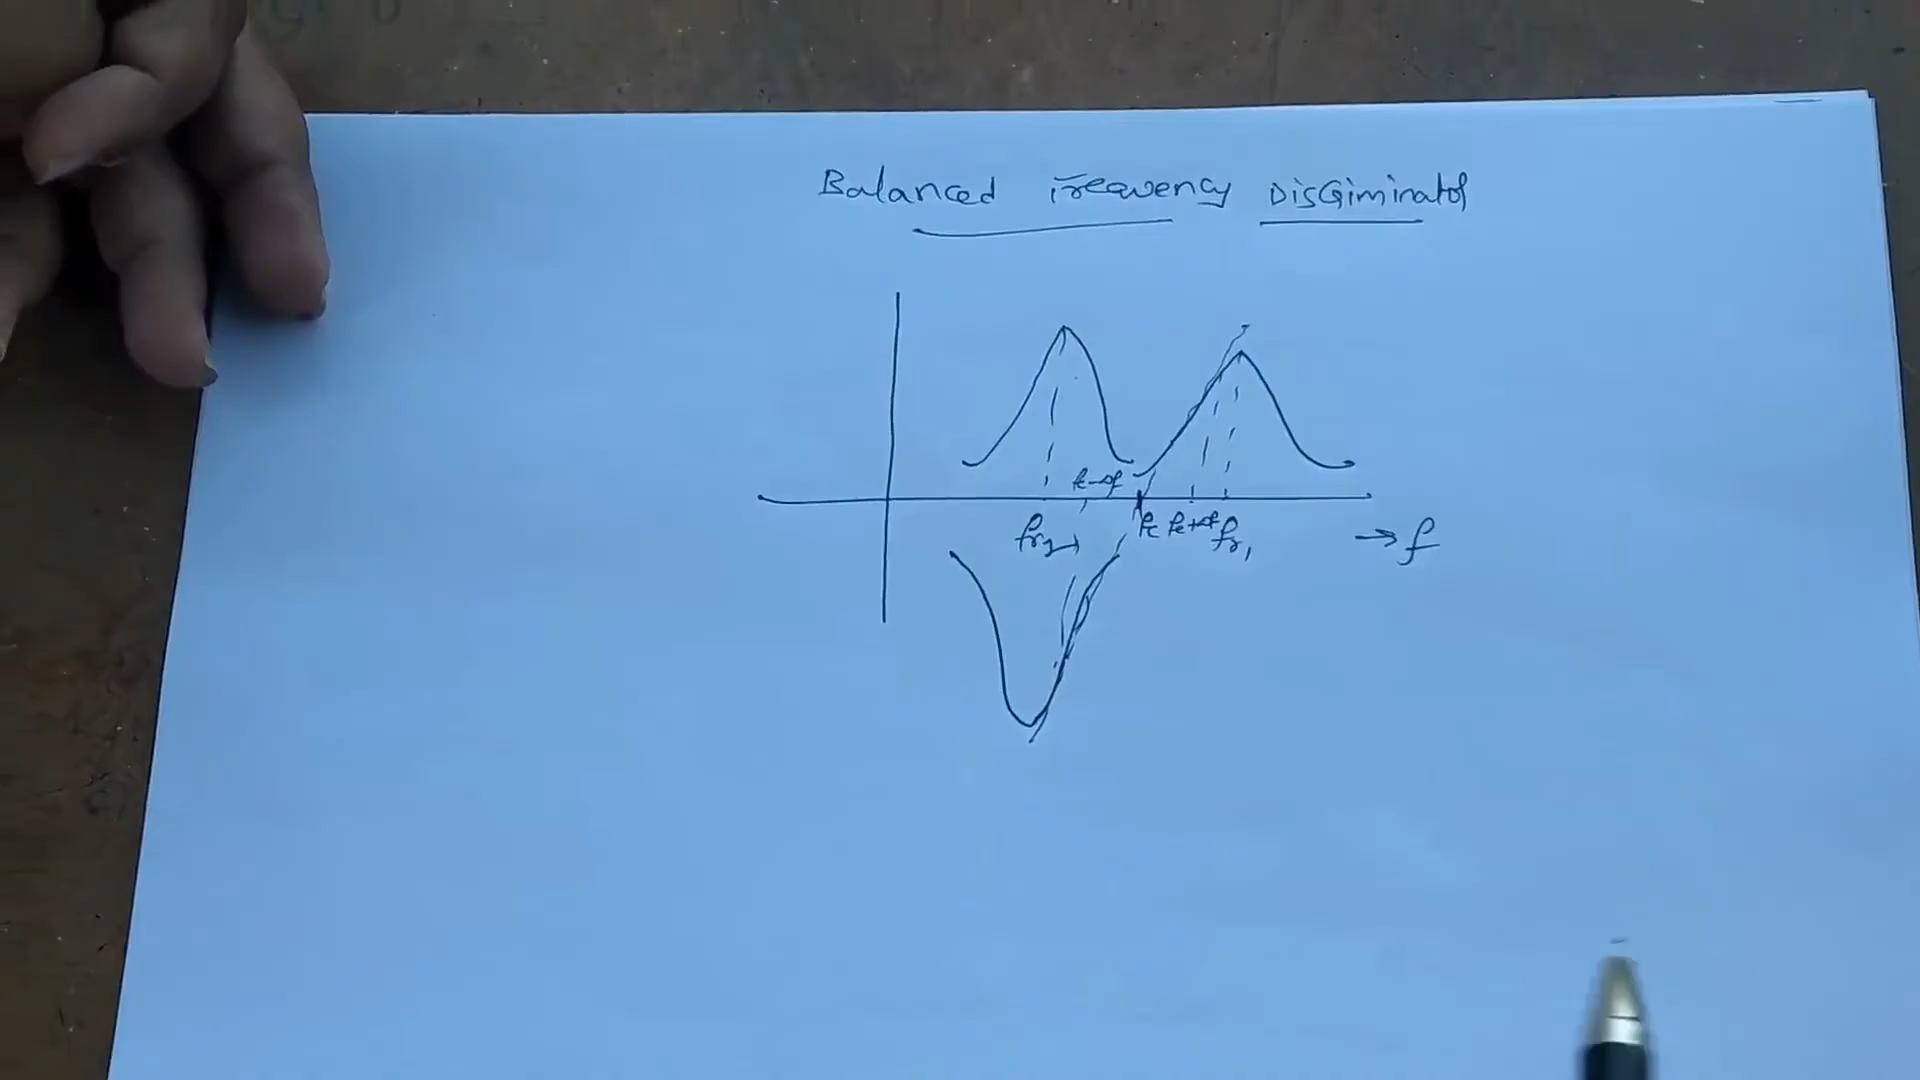 Balanced Frequency Discriminator
fc-Δf
fr2
fc fc+Δf fr1
→ f